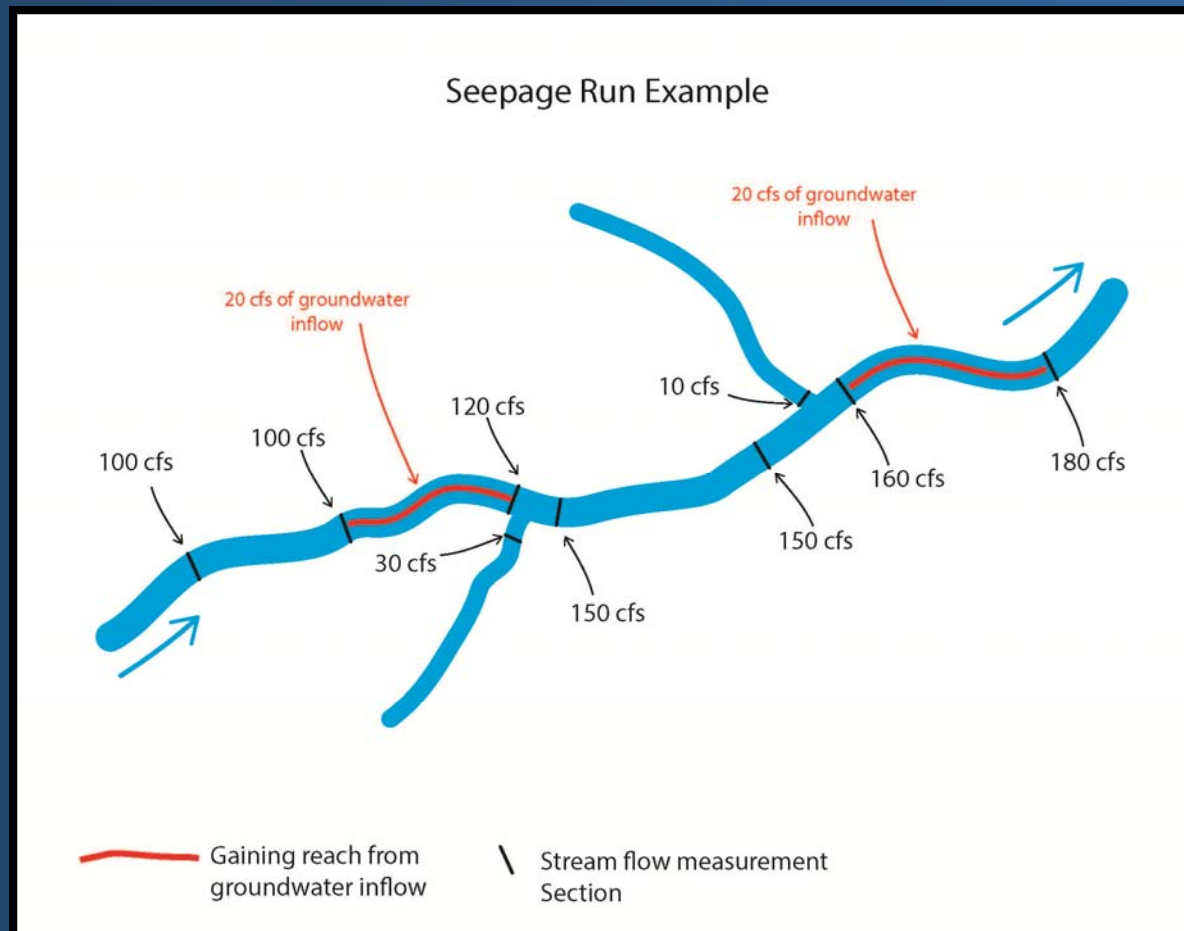 Seepage Run Example
20 cfs of groundwater
inflow
20 cfs of groundwater
inflow
10 cfs
120 cfs
100 cfs
100 cfs
160 cfs
180 cfs
150 cfs
30 cfs
150 cfs
Gaining reach from
groundwater inflow
Stream flow measurement
Section